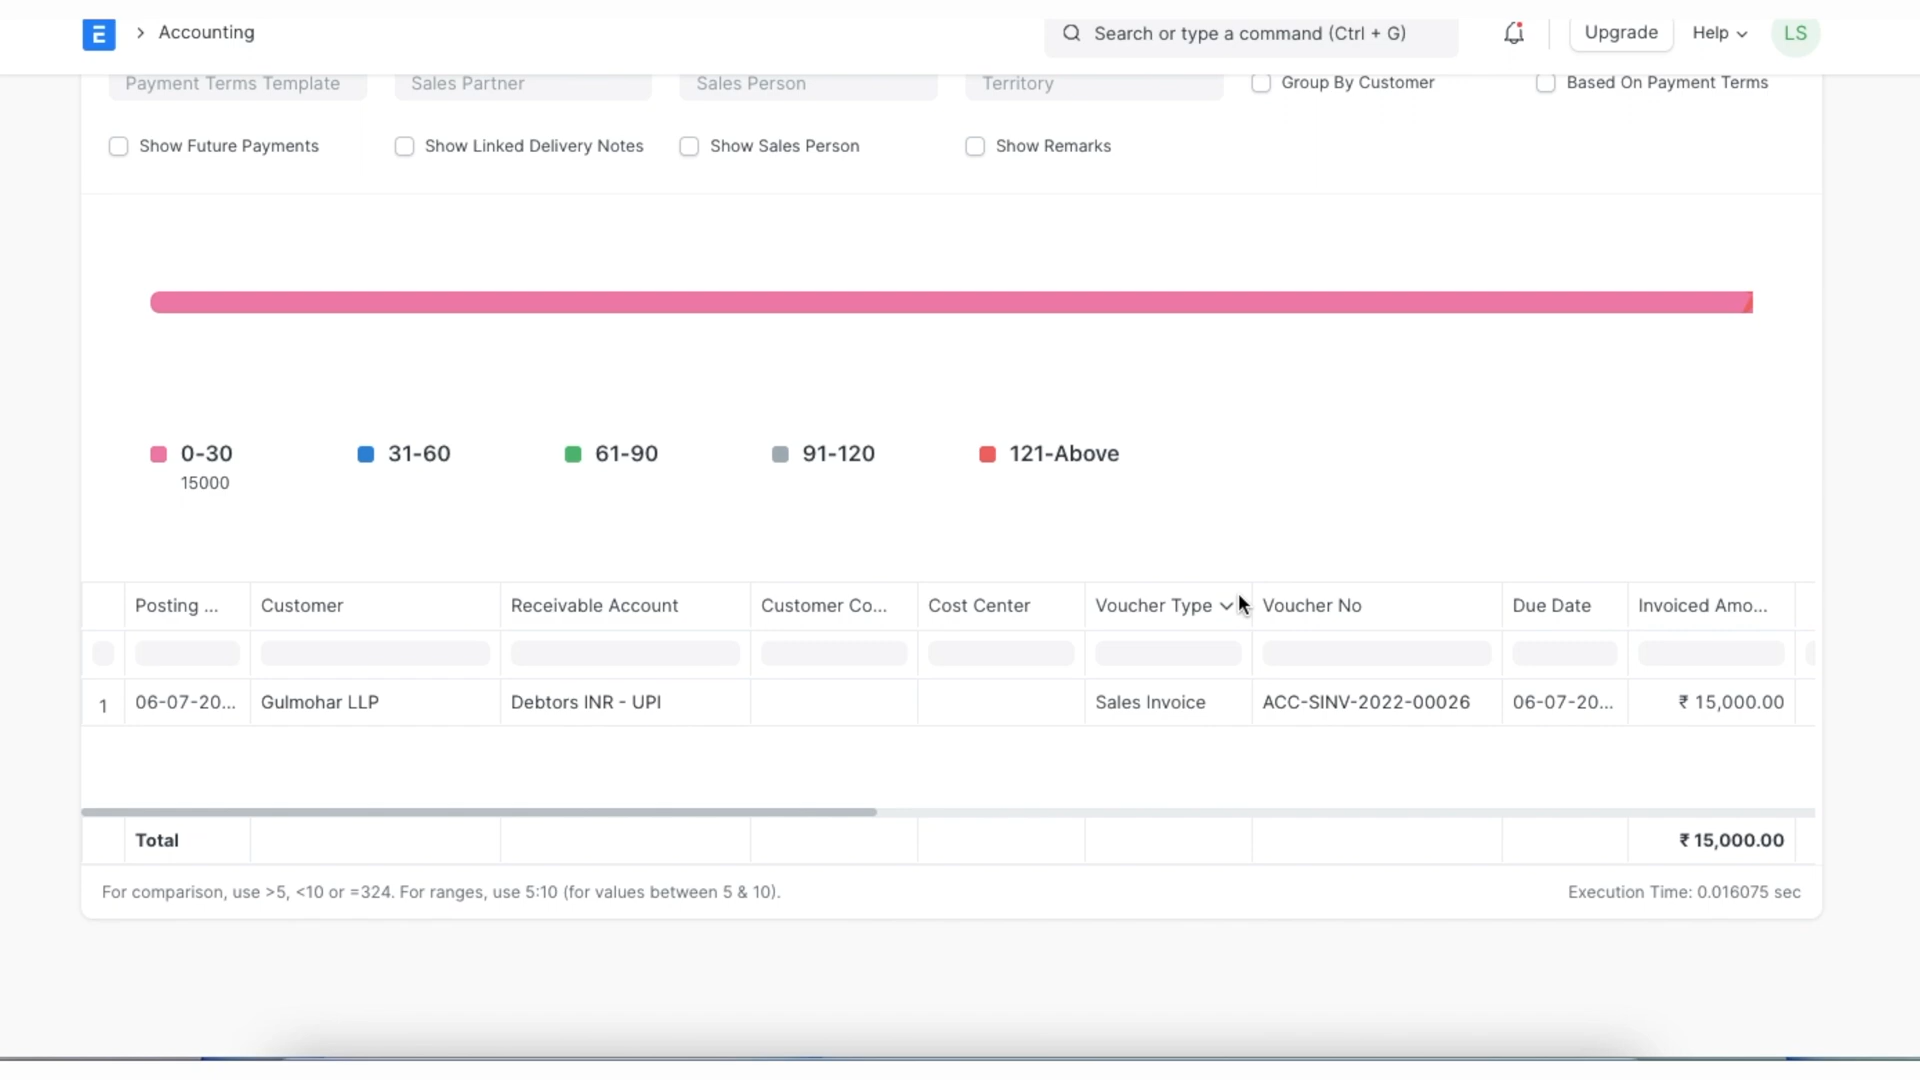 E > Accounting Search or type a command (Ctrl + G) Upgrade Help LS
Payment Terms Template Sales Partner Sales Person Territory Group By Customer Based On Payment Terms
Show Future Payments Show Linked Delivery Notes Show Sales Person Show Remarks
0-30 31-60 61-90 91-120 121-Above
15000
Posting ... Customer Receivable Account Customer Co... Cost Center Voucher Type Voucher No Due Date Invoiced Amo...
1 06-07-20... Gulmohar LLP Debtors INR - UPI Sales Invoice ACC-SINV-2022-00026 06-07-20... ₹ 15,000.00
Total ₹ 15,000.00
For comparison, use >5, <10 or =324. For ranges, use 5:10 (for values between 5 & 10). Execution Time: 0.016075 sec